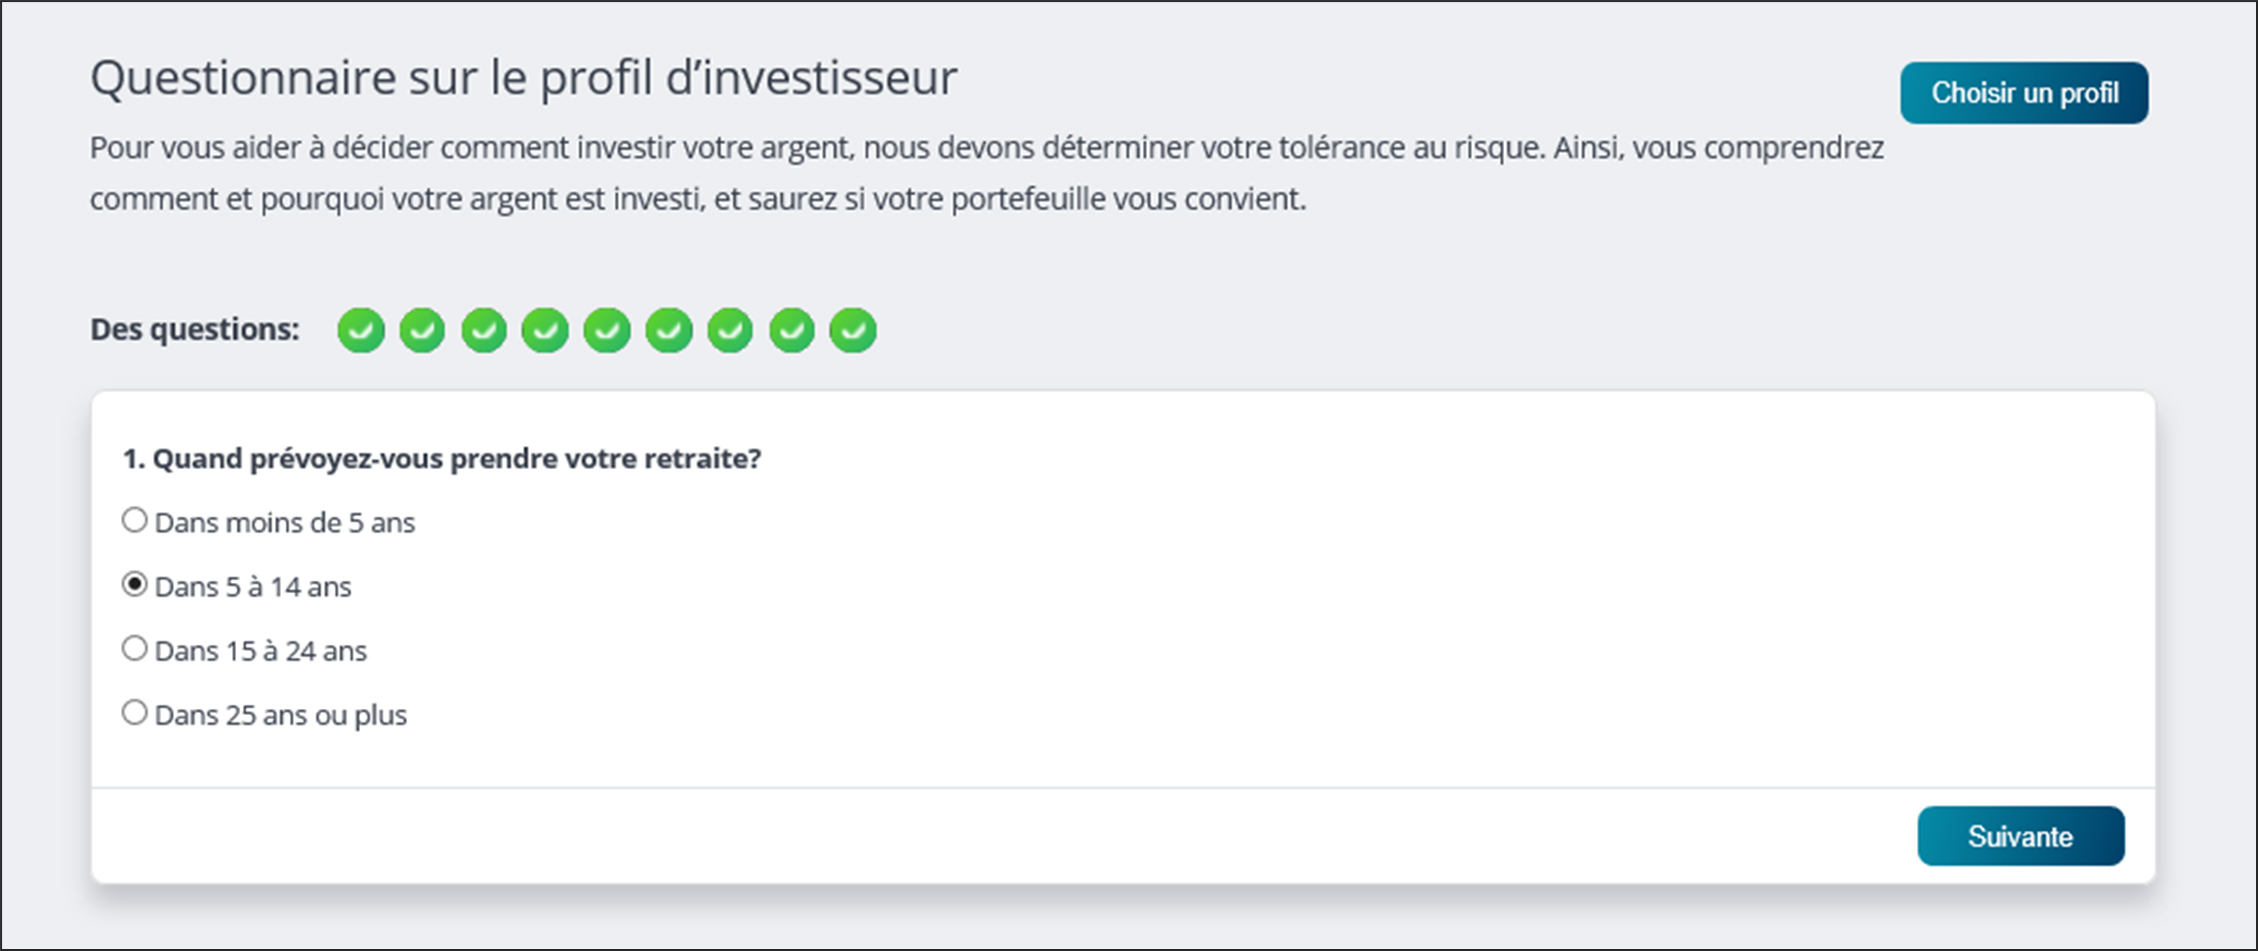 Questionnaire sur le profil d’investisseur
Choisir un profil
Pour vous aider à décider comment investir votre argent, nous devons déterminer votre tolérance au risque. Ainsi, vous comprendrez
comment et pourquoi votre argent est investi, et saurez si votre portefeuille vous convient.
Des questions:
1. Quand prévoyez-vous prendre votre retraite?
Dans moins de 5 ans
Dans 5 à 14 ans
Dans 15 à 24 ans
Dans 25 ans ou plus
Suivante